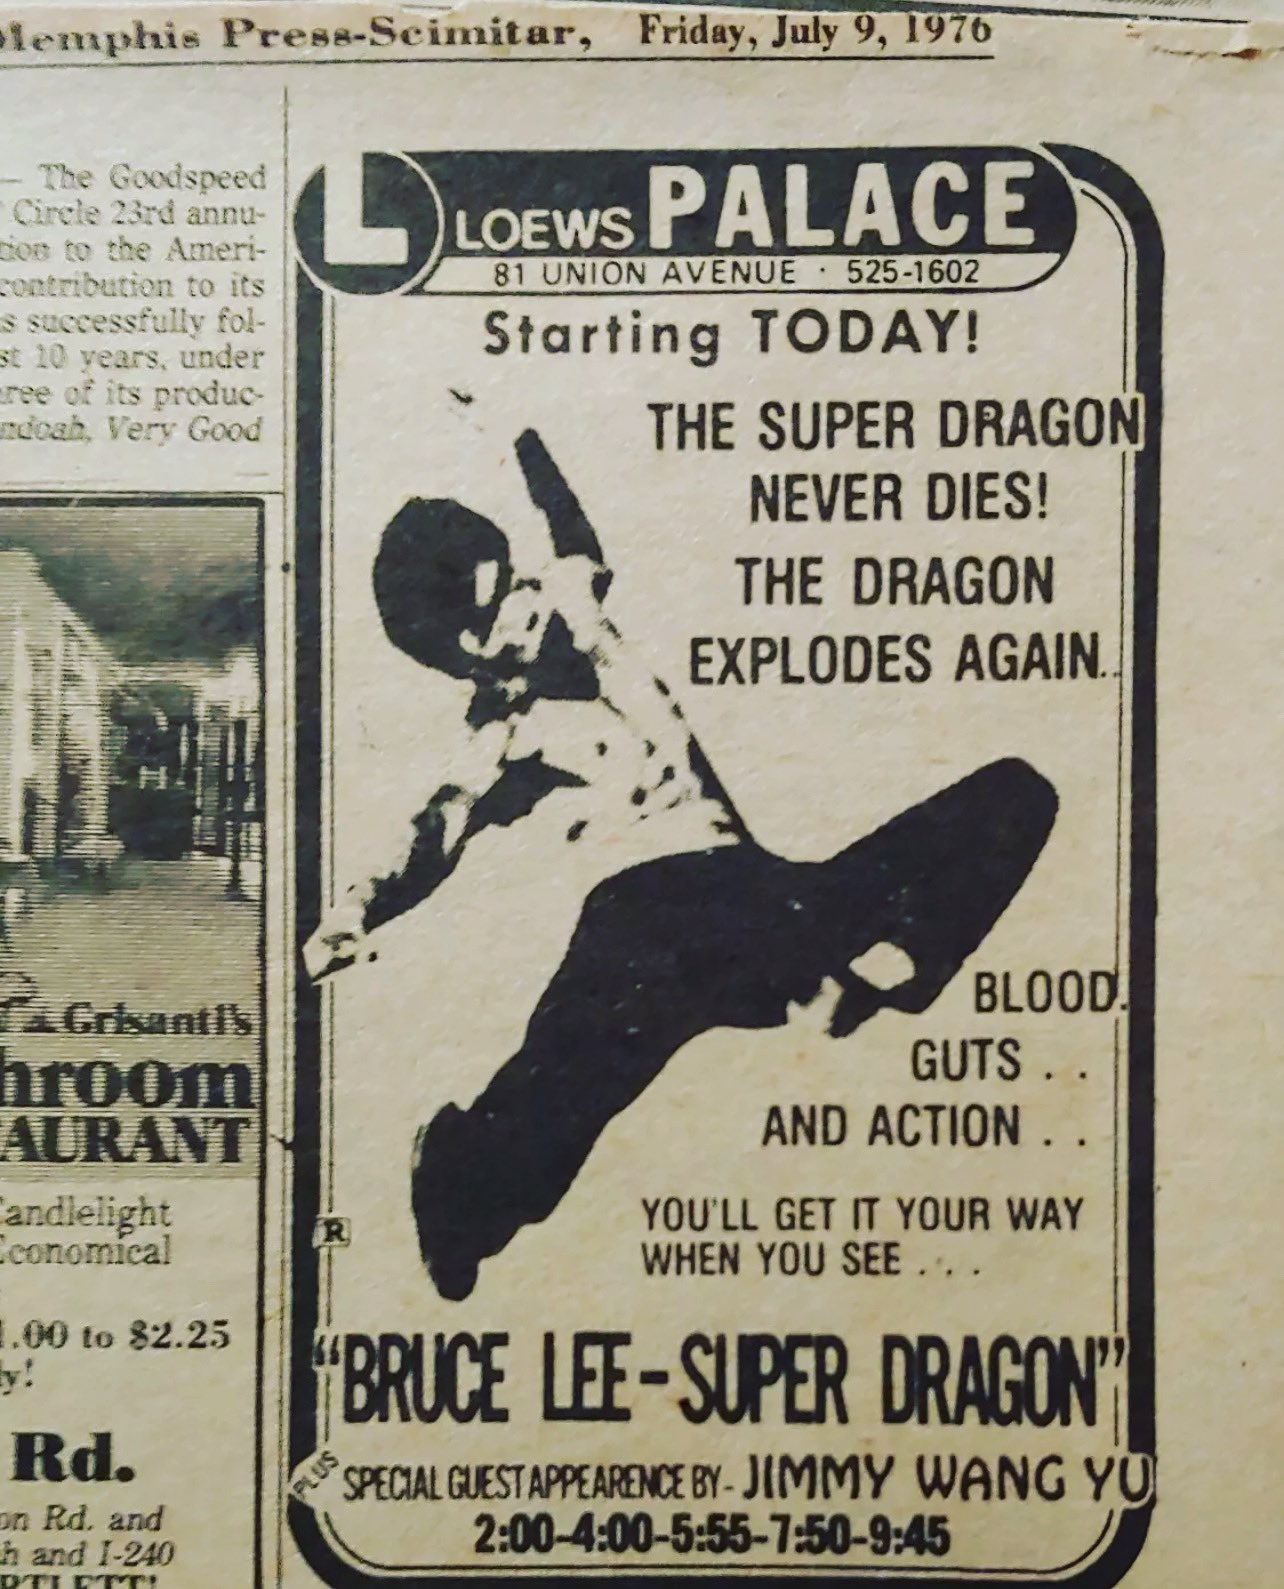 Memphis Press-Scimitar, Friday, July 9, 1976
— The Goodspeed
Circle 23rd annu-
tion to the Ameri-
contribution to its
s successfully fol-
st 10 years, under
ree of its produc-
ndoah, Very Good
Grisanti's
hroom
AURANT
Candlelight
Economical
.00 to $2.25
y!
Rd.
on Rd. and
h and I-240
L LOEWS PALACE
81 UNION AVENUE · 525-1602
Starting TODAY!
THE SUPER DRAGON
NEVER DIES!
THE DRAGON
EXPLODES AGAIN..
BLOOD.
GUTS . .
AND ACTION . .
YOU'LL GET IT YOUR WAY
WHEN YOU SEE . . .
R
"BRUCE LEE - SUPER DRAGON"
PLUS SPECIAL GUEST APPEARENCE BY - JIMMY WANG YU
2:00-4:00-5:55-7:50-9:45